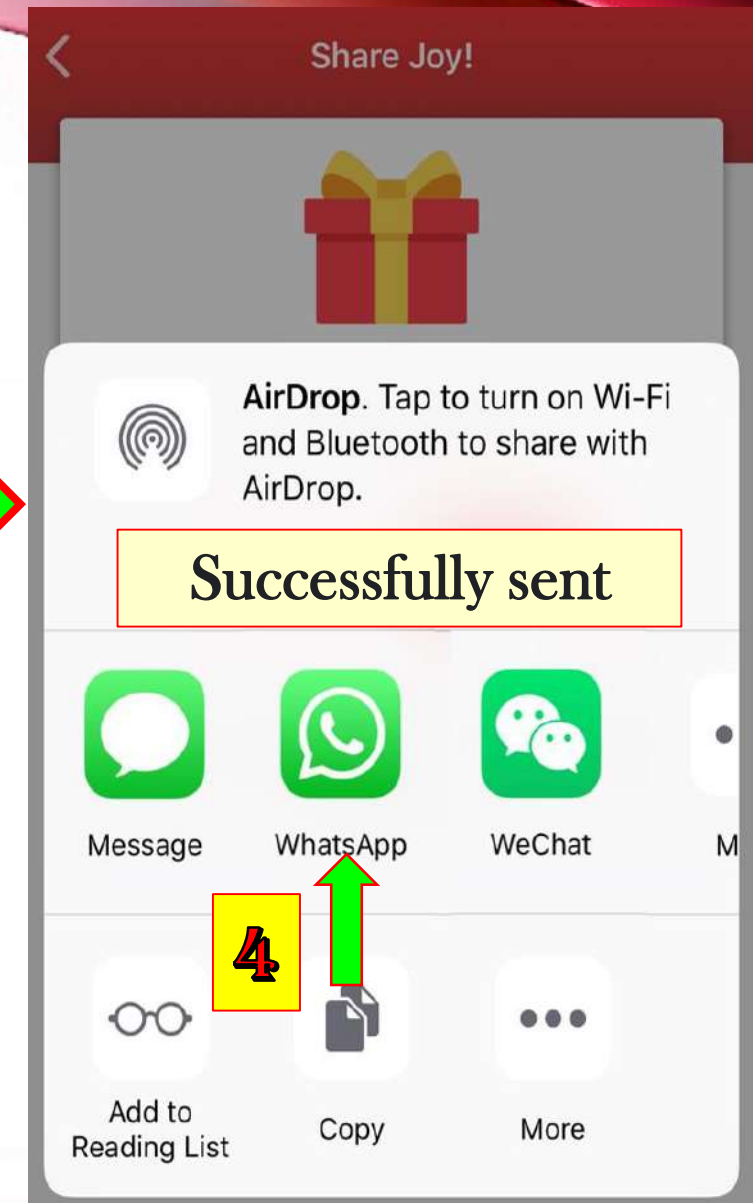 Share Joy!
AirDrop. Tap to turn on Wi-Fi
and Bluetooth to share with
AirDrop.
Successfully sent
Message WhatsApp WeChat M
4
Add to
Reading List
Copy
More